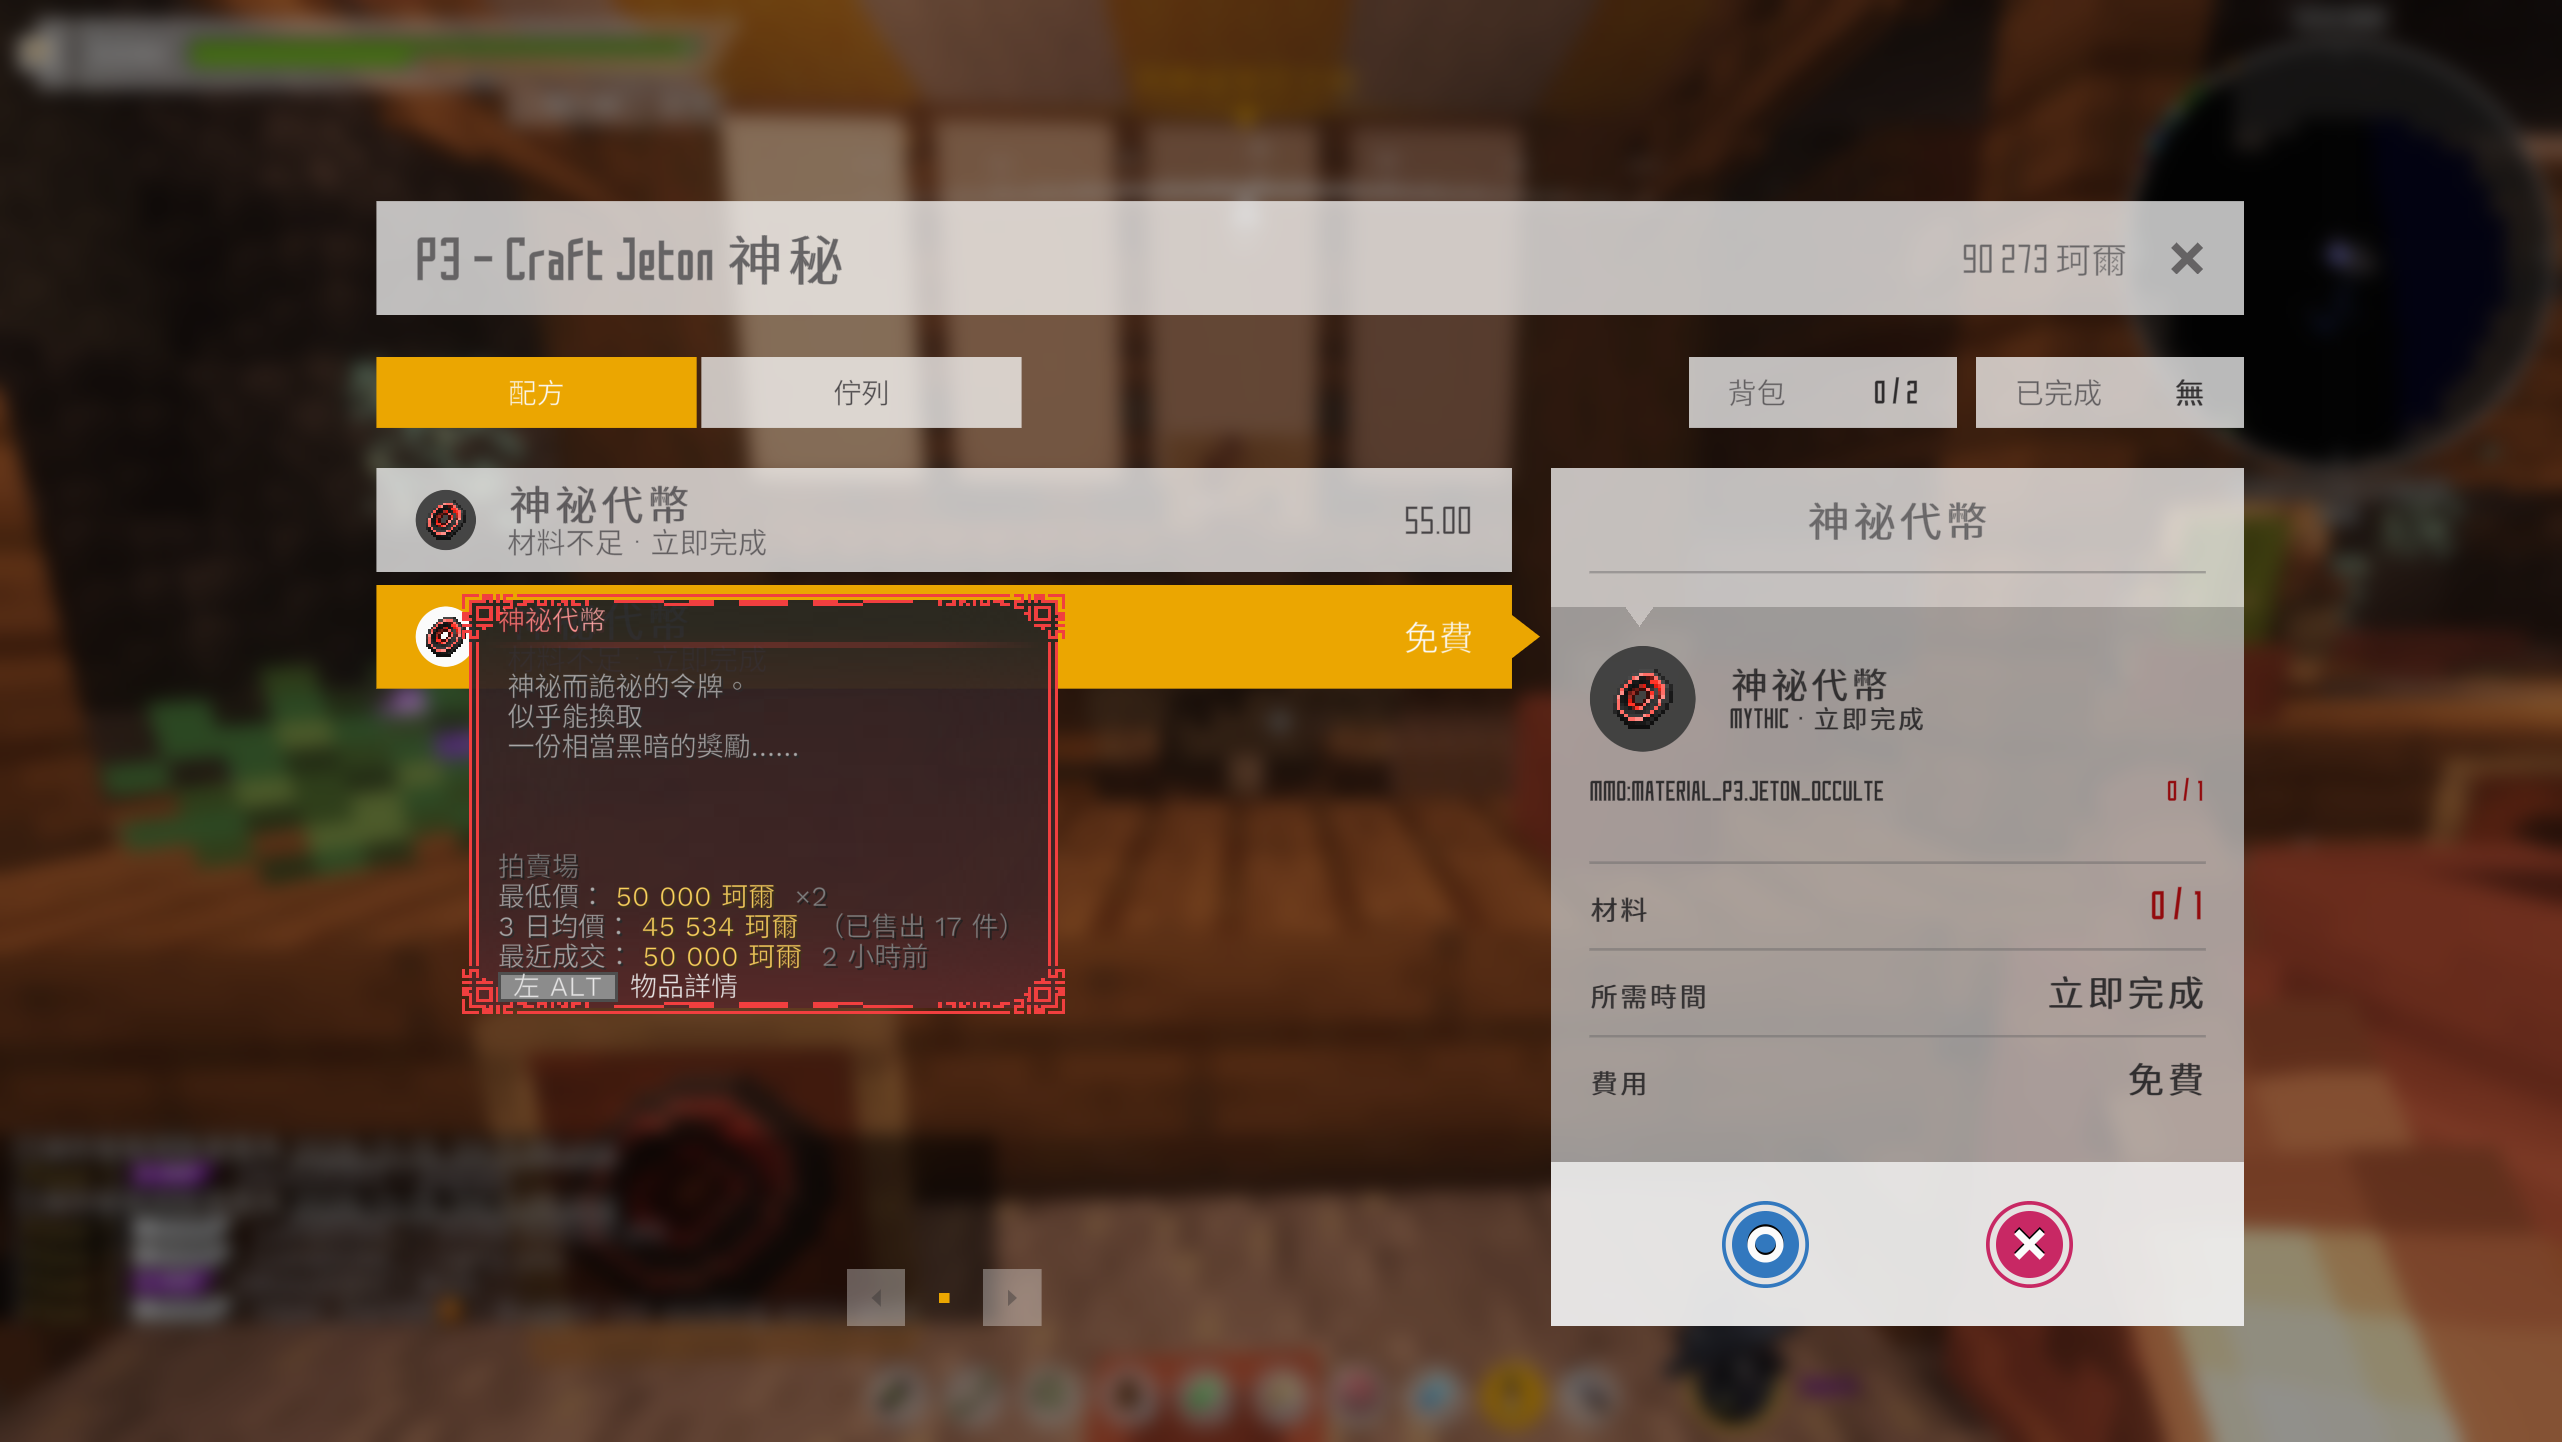 P3 - Craft Jeton 神秘
90 273 珂爾
配方
佇列
背包 0/2
已完成 無
神祕代幣
材料不足 · 立即完成
55.00
免費
神祕代幣
神祕而詭祕的令牌。
似乎能換取
一份相當黑暗的獎勵......
拍賣場
最低價： 50 000 珂爾 ×2
3 日均價： 45 534 珂爾 （已售出 17 件）
最近成交： 50 000 珂爾 2 小時前
左 ALT 物品詳情
神祕代幣
神祕代幣
MYTHIC · 立即完成
MMO:MATERIAL_P3.JETON_OCCULTE 0/1
材料 0/1
所需時間 立即完成
費用 免費